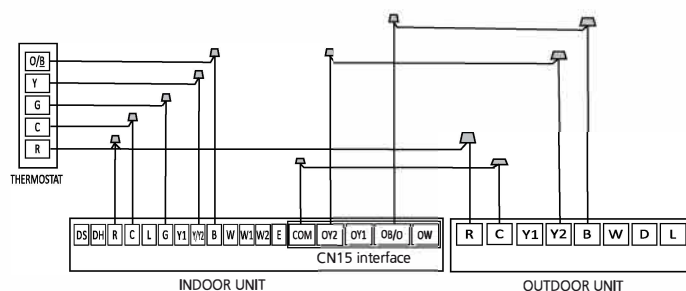 O/B
Y
G
C
R
THERMOSTAT
DS DH R C L G Y1 Y/Y2 B W W1 W2 E COM OY2 OY1 OB/O OW
CN15 interface
INDOOR UNIT
R C Y1 Y2 B W D L
OUTDOOR UNIT